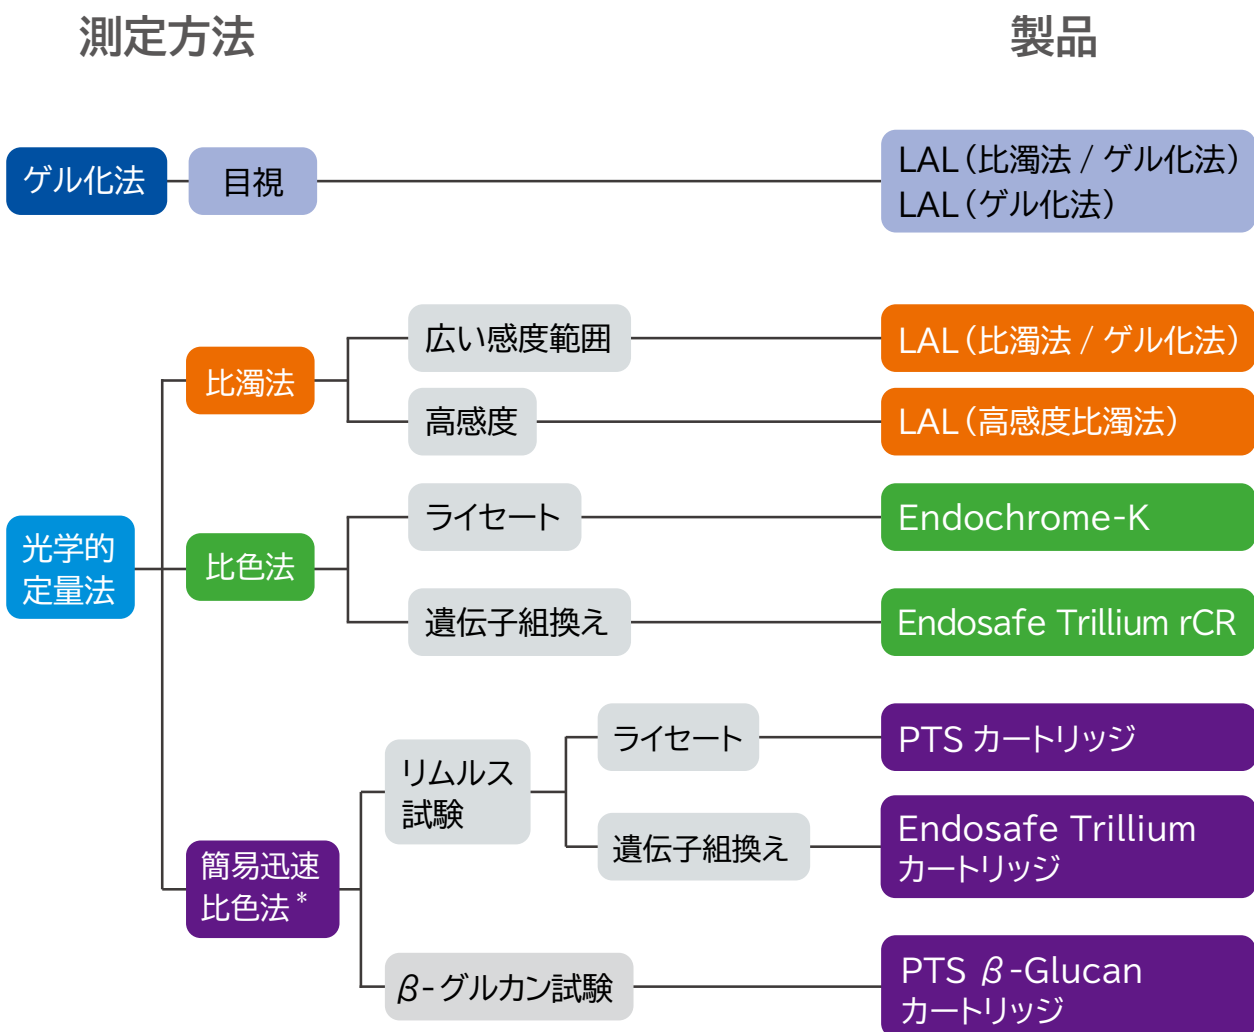 測定方法
製品
ゲル化法
目視
LAL（比濁法 / ゲル化法）
LAL（ゲル化法）
光学的
定量法
比濁法
広い感度範囲
LAL（比濁法 / ゲル化法）
高感度
LAL（高感度比濁法）
比色法
ライセート
Endochrome-K
遺伝子組換え
Endosafe Trillium rCR
簡易迅速
比色法*
リムルス
試験
ライセート
PTS カートリッジ
遺伝子組換え
Endosafe Trillium
カートリッジ
β-グルカン試験
PTS β-Glucan
カートリッジ